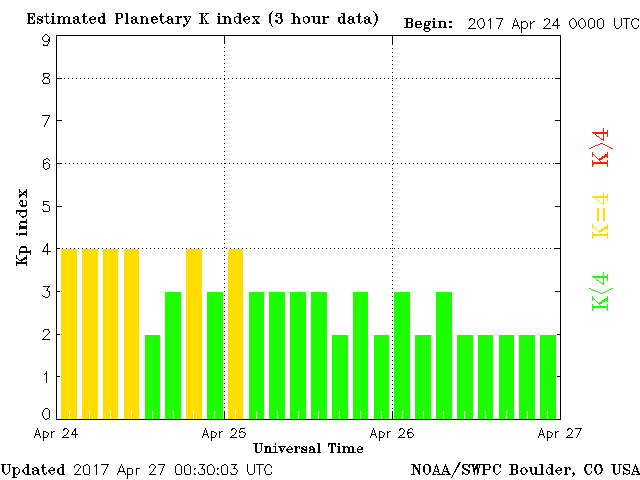 Estimated Planetary K index (3 hour data)
Begin: 2017 Apr 24 0000 UTC
9
8
7
6
5
4
3
2
1
0
Kp index
K>4
K=4
K<4
Apr 24
Apr 25
Apr 26
Apr 27
Universal Time
Updated 2017 Apr 27 00:30:03 UTC
NOAA/SWPC Boulder, CO USA